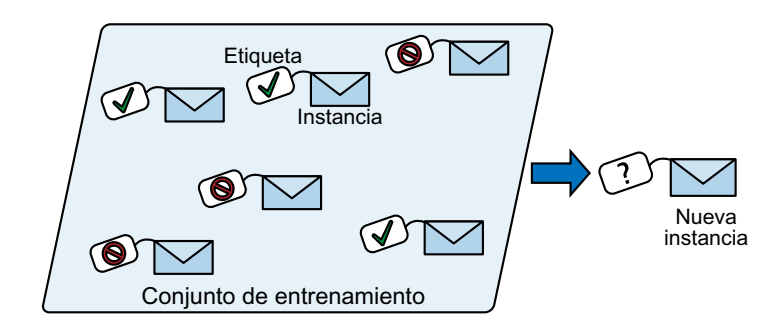 Etiqueta
Instancia
?
Nueva
instancia
Conjunto de entrenamiento